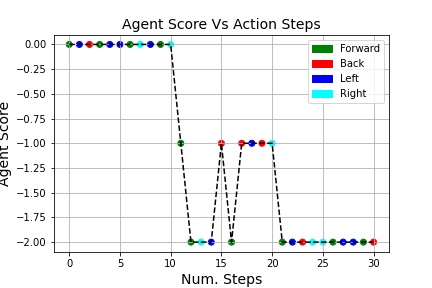 Agent Score Vs Action Steps
Agent Score
0.00
−0.25
−0.50
−0.75
−1.00
−1.25
−1.50
−1.75
−2.00
Forward
Back
Left
Right
0 5 10 15 20 25 30
Num. Steps